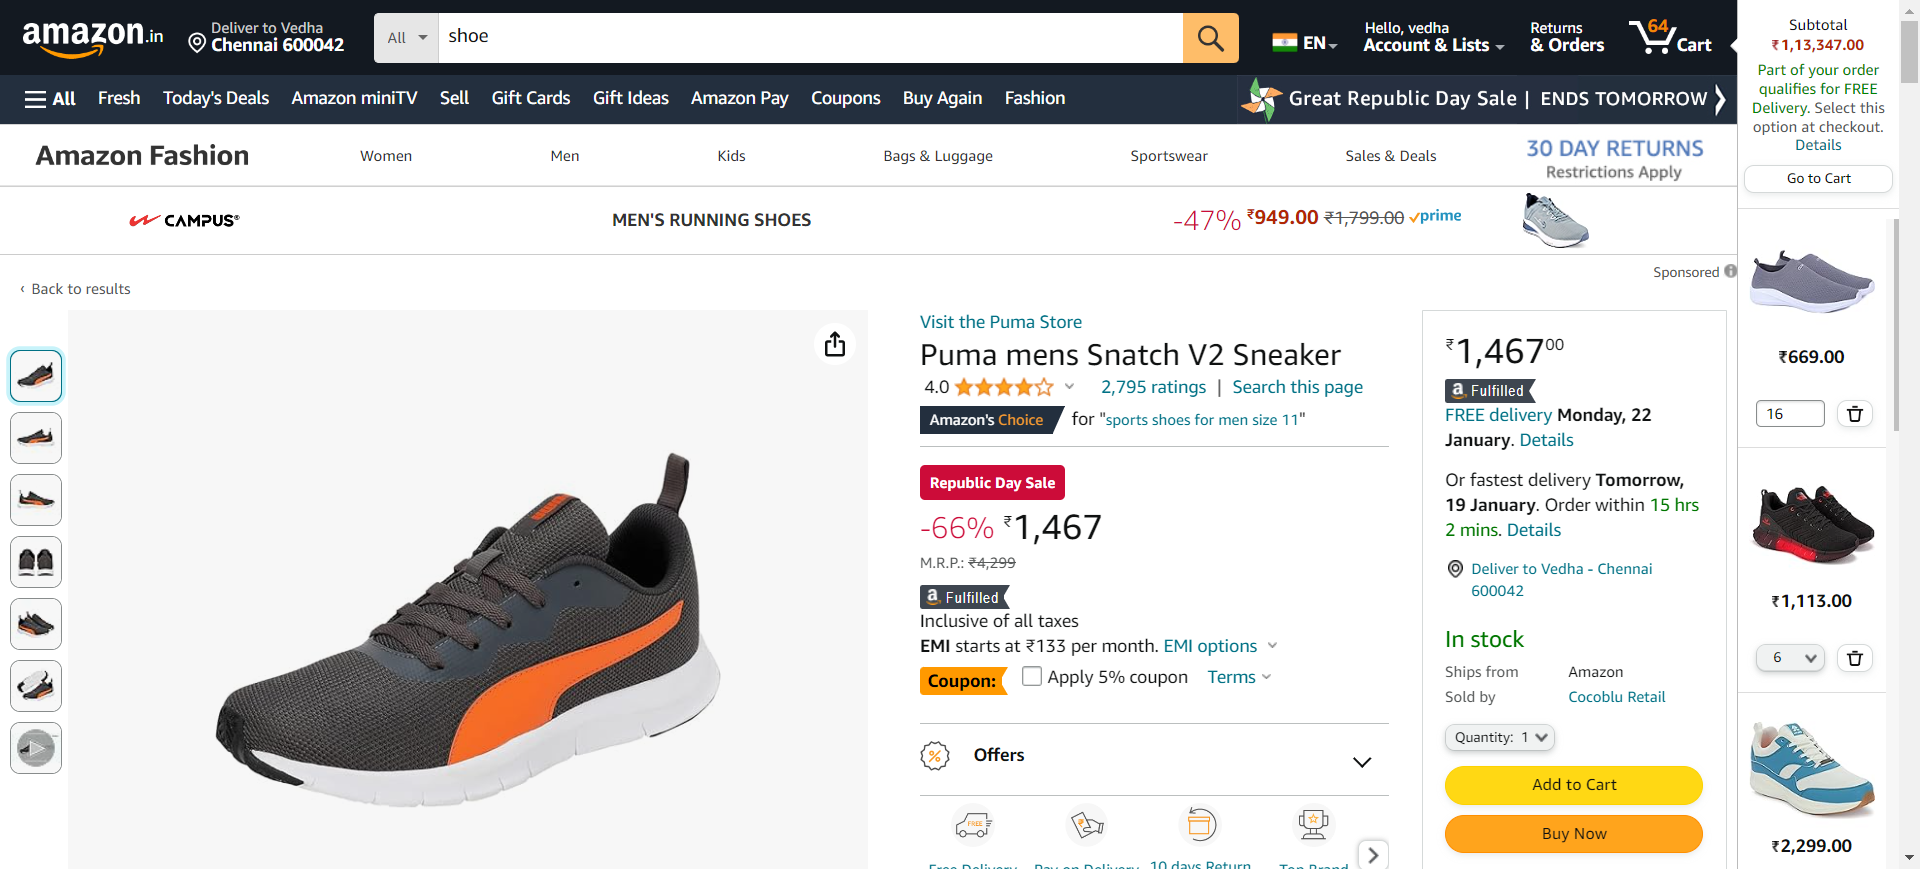 amazon.in
Deliver to Vedha
Chennai 600042
All
shoe
EN
Hello, vedha
Account & Lists
Returns
& Orders
64
Cart
All
Fresh
Today's Deals
Amazon miniTV
Sell
Gift Cards
Gift Ideas
Amazon Pay
Coupons
Buy Again
Fashion
Great Republic Day Sale | ENDS TOMORROW
Amazon Fashion
Women
Men
Kids
Bags & Luggage
Sportswear
Sales & Deals
30 DAY RETURNS
Restrictions Apply
CAMPUS®
MEN'S RUNNING SHOES
-47% ₹949.00 ₹1,799.00 prime
Sponsored
‹ Back to results
Visit the Puma Store
Puma mens Snatch V2 Sneaker
4.0
2,795 ratings | Search this page
Amazon's Choice for "sports shoes for men size 11"
Republic Day Sale
-66% ₹1,467
M.R.P.: ₹4,299
a Fulfilled
Inclusive of all taxes
EMI starts at ₹133 per month. EMI options
Coupon: Apply 5% coupon Terms
Offers
FREE
Free Delivery
Pay on Delivery
10 days Return
Top Brand
₹1,46700
a Fulfilled
FREE delivery Monday, 22
January. Details
Or fastest delivery Tomorrow,
19 January. Order within 15 hrs
2 mins. Details
Deliver to Vedha - Chennai
600042
In stock
Ships from Amazon
Sold by Cocoblu Retail
Quantity: 1
Add to Cart
Buy Now
Subtotal
₹1,13,347.00
Part of your order
qualifies for FREE
Delivery. Select this
option at checkout.
Details
Go to Cart
₹669.00
16
₹1,113.00
6
₹2,299.00